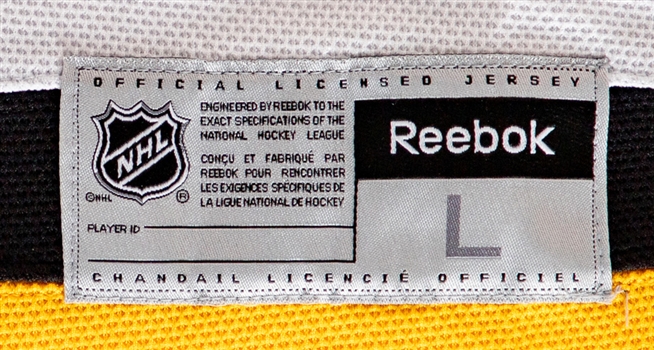 OFFICIAL LICENSED JERSEY
NHL
©NHL ®
ENGINEERED BY REEBOK TO THE
EXACT SPECIFICATIONS OF THE
NATIONAL HOCKEY LEAGUE
CONÇU ET FABRIQUÉ PAR
REEBOK POUR RENCONTRER
LES EXIGENCES SPÉCIFIQUES DE
LA LIGUE NATIONALE DE HOCKEY
PLAYER ID
Reebok
L
CHANDAIL LICENCIÉ OFFICIEL